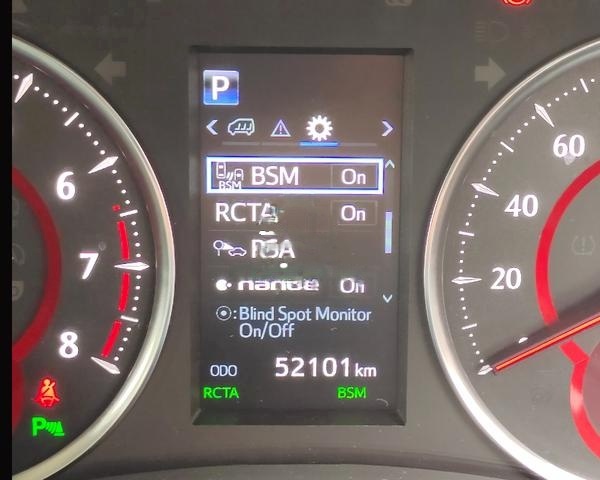 P
BSM
BSM On
RCTA On
RSA
On
:Blind Spot Monitor
On/Off
ODO 52101 km
RCTA BSM
6
7
8
P
60
40
20